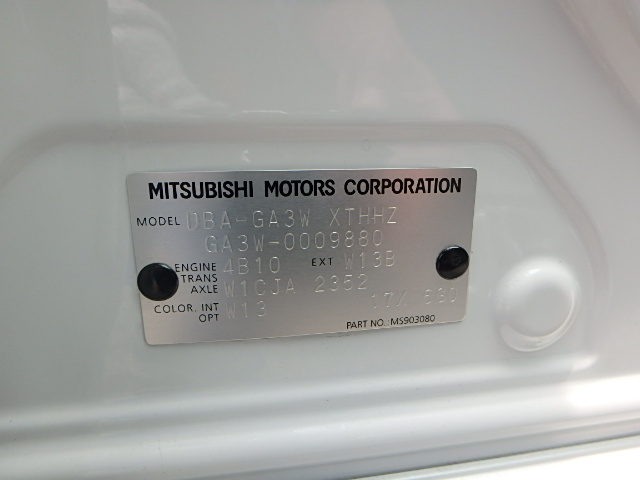 MITSUBISHI MOTORS CORPORATION
MODEL UBA-GA3W XTHHZ
GA3W-0009880
ENGINE 4B10 EXT W13B
TRANS
AXLE W1CJA 2352
COLOR, INT W13
OPT
PART NO. MS903080